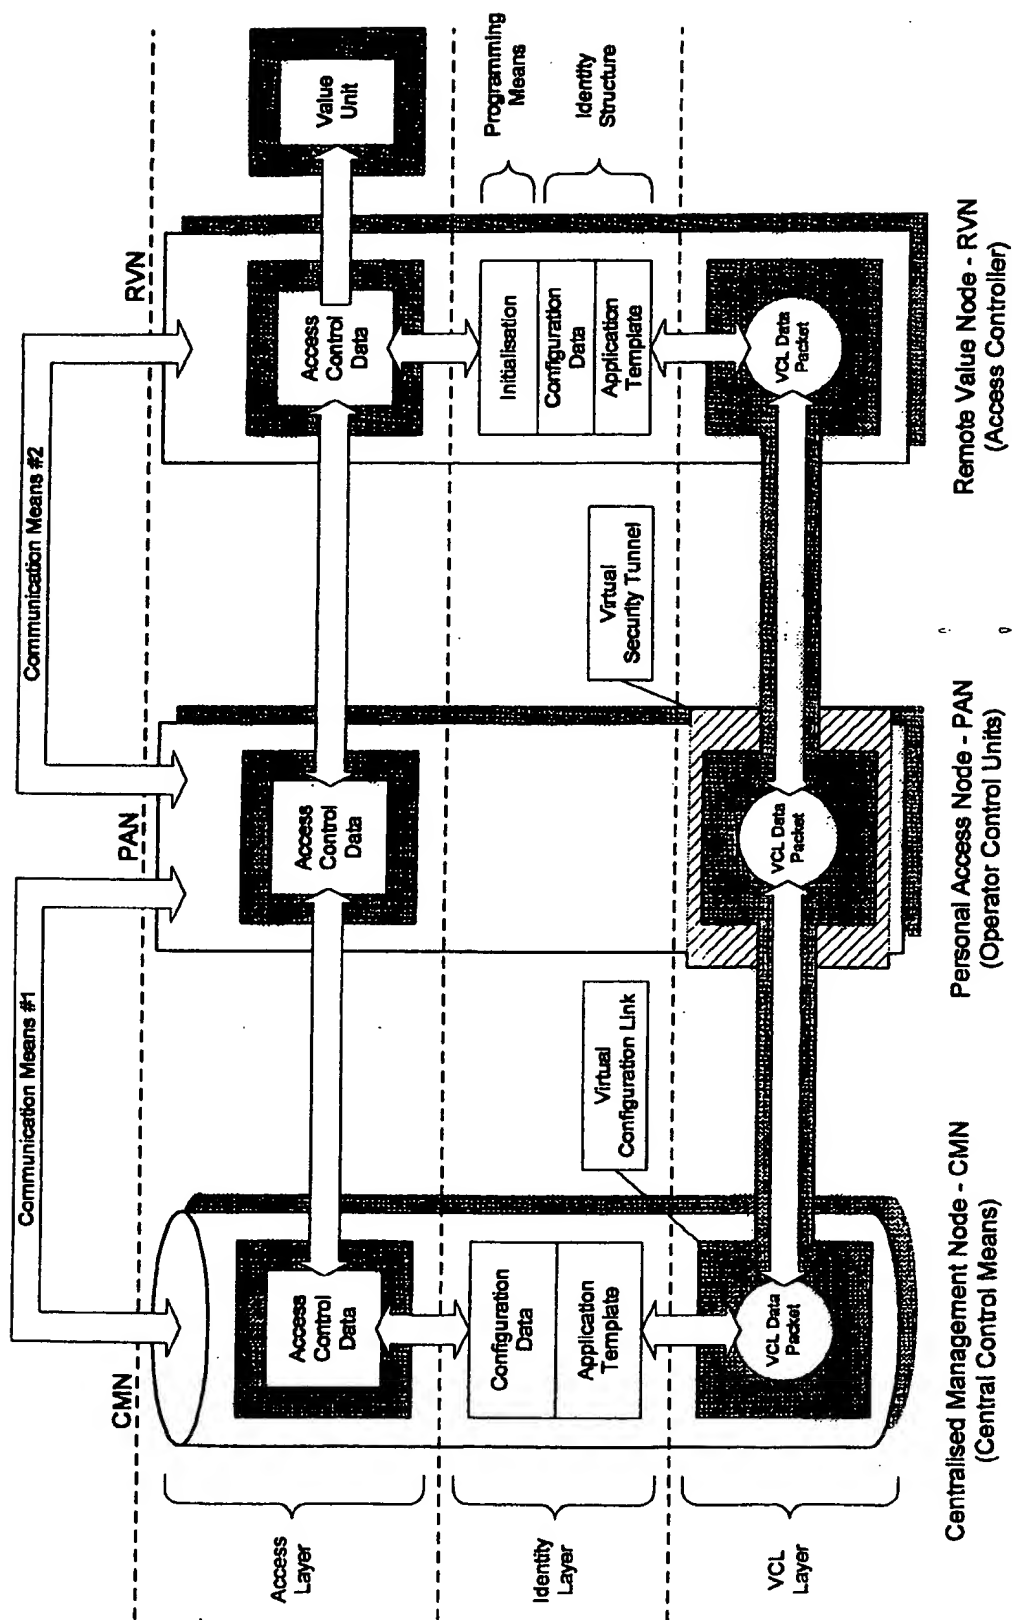 Communication Means #1
Communication Means #2
CMN
PAN
RVN
Access
Layer
Access
Control
Data
Access
Control
Data
Access
Control
Data
Value
Unit
Identity
Layer
Configuration
Data
Application
Template
Virtual
Configuration Link
Virtual
Security Tunnel
Initialisation
Configuration
Data
Application
Template
Programming
Means
Identity
Structure
VCL
Layer
VCL Data
Packet
VCL Data
Packet
VCL Data
Packet
Centralised Management Node - CMN
(Central Control Means)
Personal Access Node - PAN
(Operator Control Units)
Remote Value Node - RVN
(Access Controller)